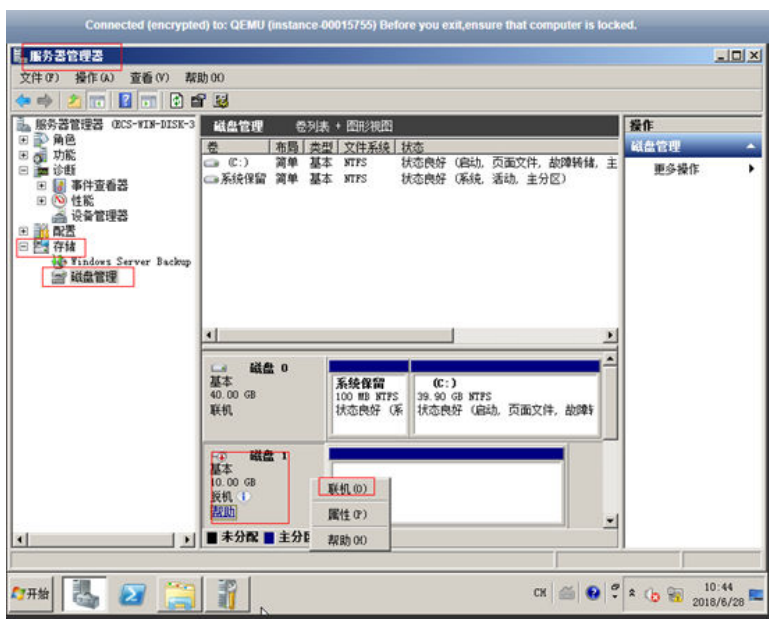 Connected (encrypted) to: QEMU (instance-00015755) Before you exit,ensure that computer is locked.
服务器管理器
文件(F) 操作(A) 查看(V) 帮助(H)
服务器管理器 (ECS-WIN-DISK-3
角色
功能
诊断
事件查看器
性能
设备管理器
配置
存储
Windows Server Backup
磁盘管理
磁盘管理 卷列表 + 图形视图
卷 布局 类型 文件系统 状态
(C:) 简单 基本 NTFS 状态良好 (启动, 页面文件, 故障转储, 主
系统保留 简单 基本 NTFS 状态良好 (系统, 活动, 主分区)
磁盘 0
基本
40.00 GB
联机
系统保留
100 MB NTFS
状态良好 (系
(C:)
39.90 GB NTFS
状态良好 (启动, 页面文件, 故障转
磁盘 1
基本
10.00 GB
脱机
帮助
联机(O)
属性(P)
帮助(H)
未分配 主分
操作
磁盘管理
更多操作
开始
CH
10:44
2018/6/28